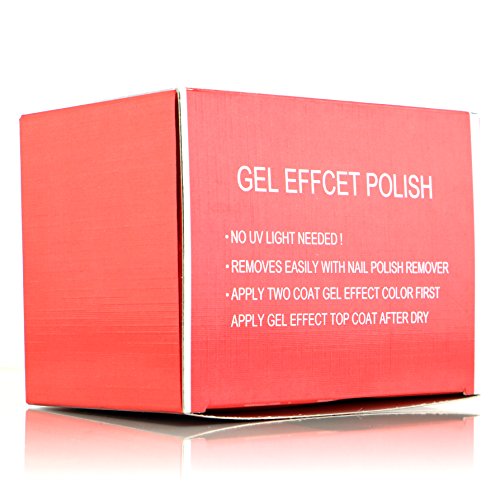 GEL EFFCET POLISH
• NO UV LIGHT NEEDED!
• REMOVES EASILY WITH NAIL POLISH REMOVER
• APPLY TWO COAT GEL EFFECT COLOR FIRST
APPLY GEL EFFECT TOP COAT AFTER DRY